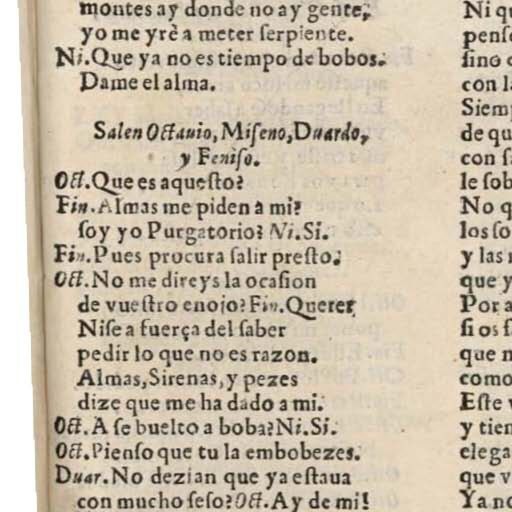 montes ay donde no ay gente,
yo me yrè a meter serpiente.
Ni. Que ya no es tiempo de bobos.
Dame el alma.
Salen Octauio, Miseno, Duardo,
y Feniso.
Oct. Que es aquesto?
Fin. Almas me piden à mi?
soy yo Purgatorio? Ni. Si.
Fin. Pues procura salir presto.
Oct. No me direys la ocasion
de vuestro enojo? Fin. Querer
Nise a fuerça del saber
pedir lo que no es razon.
Almas, Sirenas, y pezes
dize que me ha dado a mi.
Oct. A se buelto a boba? Ni. Si.
Oct. Pienso que tu la embobezes.
Duar. No dezian que ya estaua
con mucho seso? Oct. Ay de mi!
Ni qu
pense
sino
con la
Siemp
de qu
con s
le sob
No q
los so
y las
que y
Por a
si os s
que n
como
Este v
y tien
elega
que v
Ya no